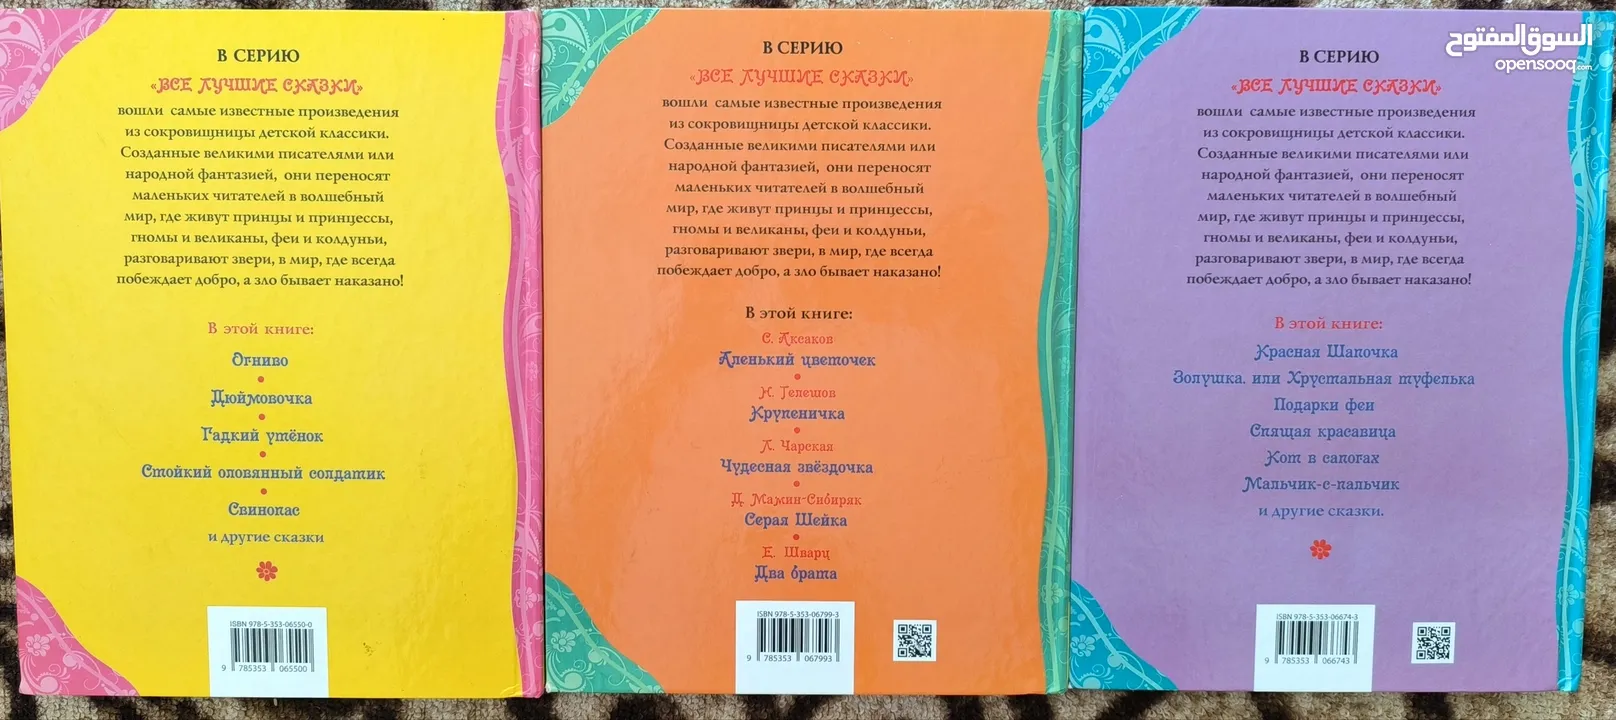 В СЕРИЮ
«ВСЕ ЛУЧШИЕ СКАЗКИ»
вошли самые известные произведения
из сокровищницы детской классики.
Созданные великими писателями или
народной фантазией, они переносят
маленьких читателей в волшебный
мир, где живут принцы и принцессы,
гномы и великаны, феи и колдуньи,
разговаривают звери, в мир, где всегда
побеждает добро, а зло бывает наказано!
В этой книге:
Огниво
Дюймовочка
Гадкий утёнок
Стойкий оловянный солдатик
Свинопас
и другие сказки
ISBN 978-5-353-06550-0
9 785353 065500
В СЕРИЮ
«ВСЕ ЛУЧШИЕ СКАЗКИ»
вошли самые известные произведения
из сокровищницы детской классики.
Созданные великими писателями или
народной фантазией, они переносят
маленьких читателей в волшебный
мир, где живут принцы и принцессы,
гномы и великаны, феи и колдуньи,
разговаривают звери, в мир, где всегда
побеждает добро, а зло бывает наказано!
В этой книге:
С. Аксаков
Аленький цветочек
Н. Телешов
Крупеничка
Л. Чарская
Чудесная звёздочка
Д. Мамин-Сибиряк
Серая Шейка
Е. Шварц
Два брата
ISBN 978-5-353-06799-3
9 785353 067993
السوق المفتوح
opensooq.com
В СЕРИЮ
«ВСЕ ЛУЧШИЕ СКАЗКИ»
вошли самые известные произведения
из сокровищницы детской классики.
Созданные великими писателями или
народной фантазией, они переносят
маленьких читателей в волшебный
мир, где живут принцы и принцессы,
гномы и великаны, феи и колдуньи,
разговаривают звери, в мир, где всегда
побеждает добро, а зло бывает наказано!
В этой книге:
Красная Шапочка
Золушка, или Хрустальная туфелька
Подарки феи
Спящая красавица
Кот в сапогах
Мальчик-с-пальчик
и другие сказки.
ISBN 978-5-353-06674-3
9 785353 066743